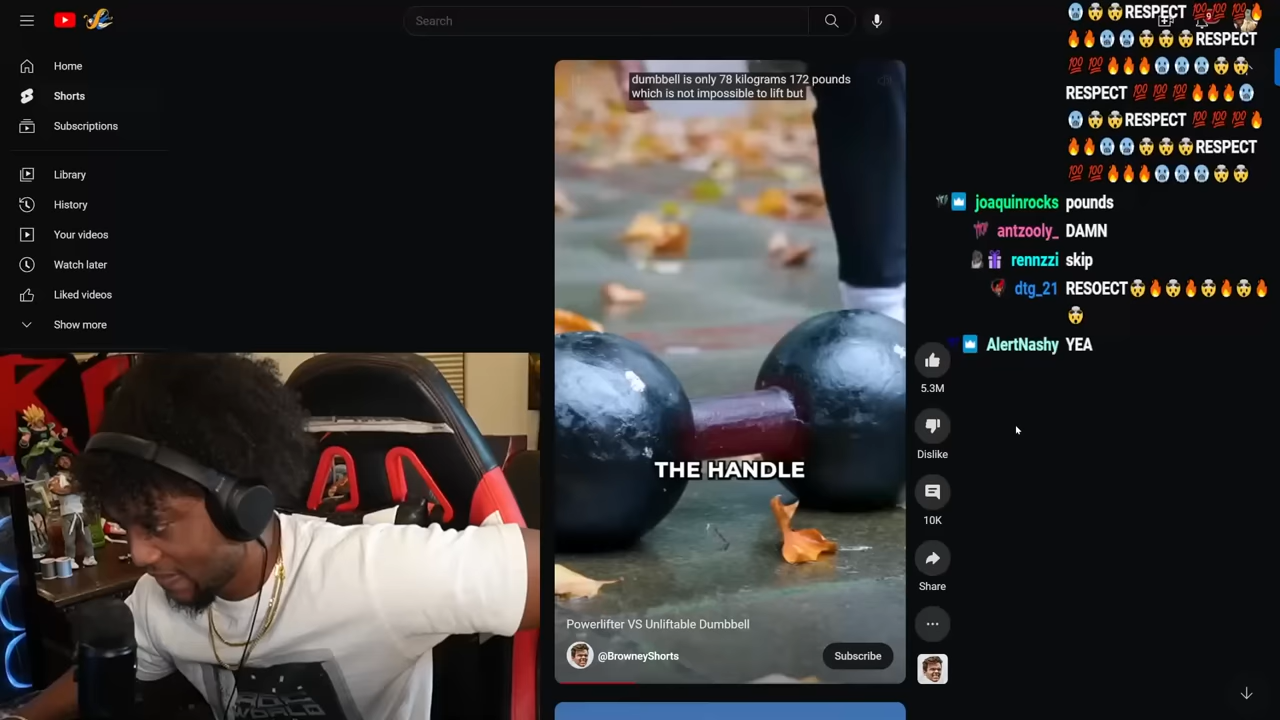 Search
9
Home
Shorts
Subscriptions
Library
History
Your videos
Watch later
Liked videos
Show more
dumbbell is only 78 kilograms 172 pounds
which is not impossible to lift but
THE HANDLE
Powerlifter VS Unliftable Dumbbell
@BrowneyShorts
Subscribe
5.3M
Dislike
10K
Share
🥶🤯🤯RESPECT 💯💯💯🔥
🔥🔥🥶🥶🤯🤯🤯RESPECT
💯💯🔥🔥🔥🥶🥶🥶🤯🤯
RESPECT 💯💯💯🔥🔥🔥🥶
🥶🤯🤯RESPECT 💯💯💯🔥
🔥🔥🥶🥶🤯🤯🤯RESPECT
💯💯🔥🔥🔥🥶🥶🥶🤯🤯
joaquinrocks pounds
antzooly_ DAMN
rennzzi skip
dtg_21 RESOECT🤯🔥🤯🔥🤯🔥🤯🔥
🤯
AlertNashy YEA